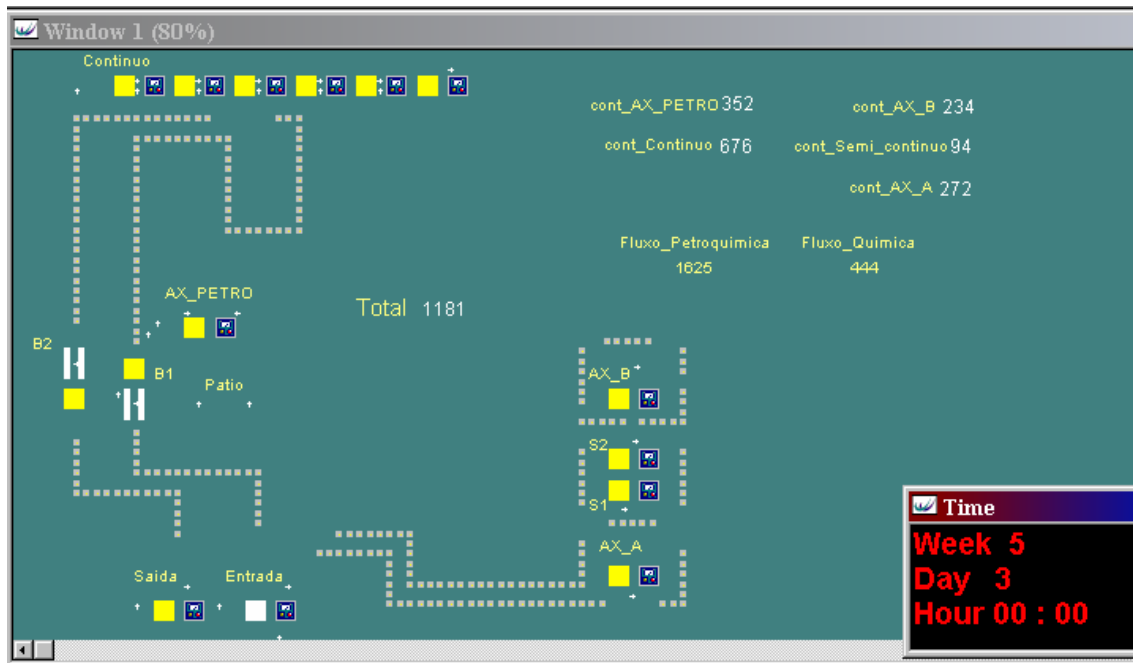 Window 1 (80%)
Continuo
cont_AX_PETRO 352
cont_AX_B 234
cont_Continuo 676
cont_Semi_continuo 94
cont_AX_A 272
Fluxo_Petroquimica
Fluxo_Quimica
1625
444
AX_PETRO
Total 1181
B2
B1
Patio
AX_B
S2
S1
AX_A
Saida
Entrada
Time
Week 5
Day 3
Hour 00 : 00